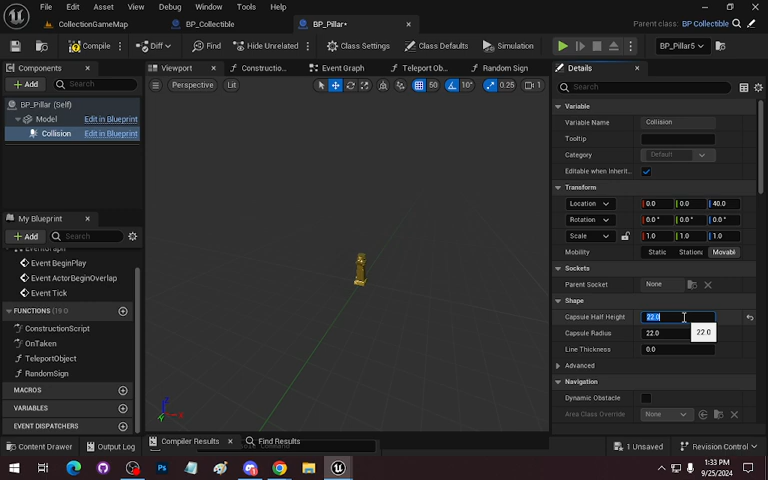 File Edit Asset View Debug Window Tools Help
CollectionGameMap
BP_Collectible
BP_Pillar•
Parent class: BP Collectible
Compile
Diff
Find
Hide Unrelated
Class Settings
Class Defaults
Simulation
BP_Pillar5
Components
Add
Search
BP_Pillar (Self)
Model Edit in Blueprint
Collision Edit in Blueprint
My Blueprint
Add
Search
Event BeginPlay
Event ActorBeginOverlap
Event Tick
FUNCTIONS (19 O
ConstructionScript
OnTaken
TeleportObject
RandomSign
MACROS
VARIABLES
EVENT DISPATCHERS
Viewport
Constructio...
Event Graph
Teleport Ob...
Random Sign
Perspective
Lit
50
10°
0.25
1
Z
X
Compiler Results
Find Results
Details
Search
Variable
Variable Name Collision
Tooltip
Category Default
Editable when Inherit...
Transform
Location 0.0 0.0 40.0
Rotation 0.0° 0.0° 0.0°
Scale 1.0 1.0 1.0
Mobility Static Stationa Movabl
Sockets
Parent Socket None
Shape
Capsule Half Height 22.0
Capsule Radius 22.0
22.0
Line Thickness 0.0
Advanced
Navigation
Dynamic Obstacle
Area Class Override None
Content Drawer
Output Log
1 Unsaved
Revision Control
Ps
1:33 PM
9/25/2024